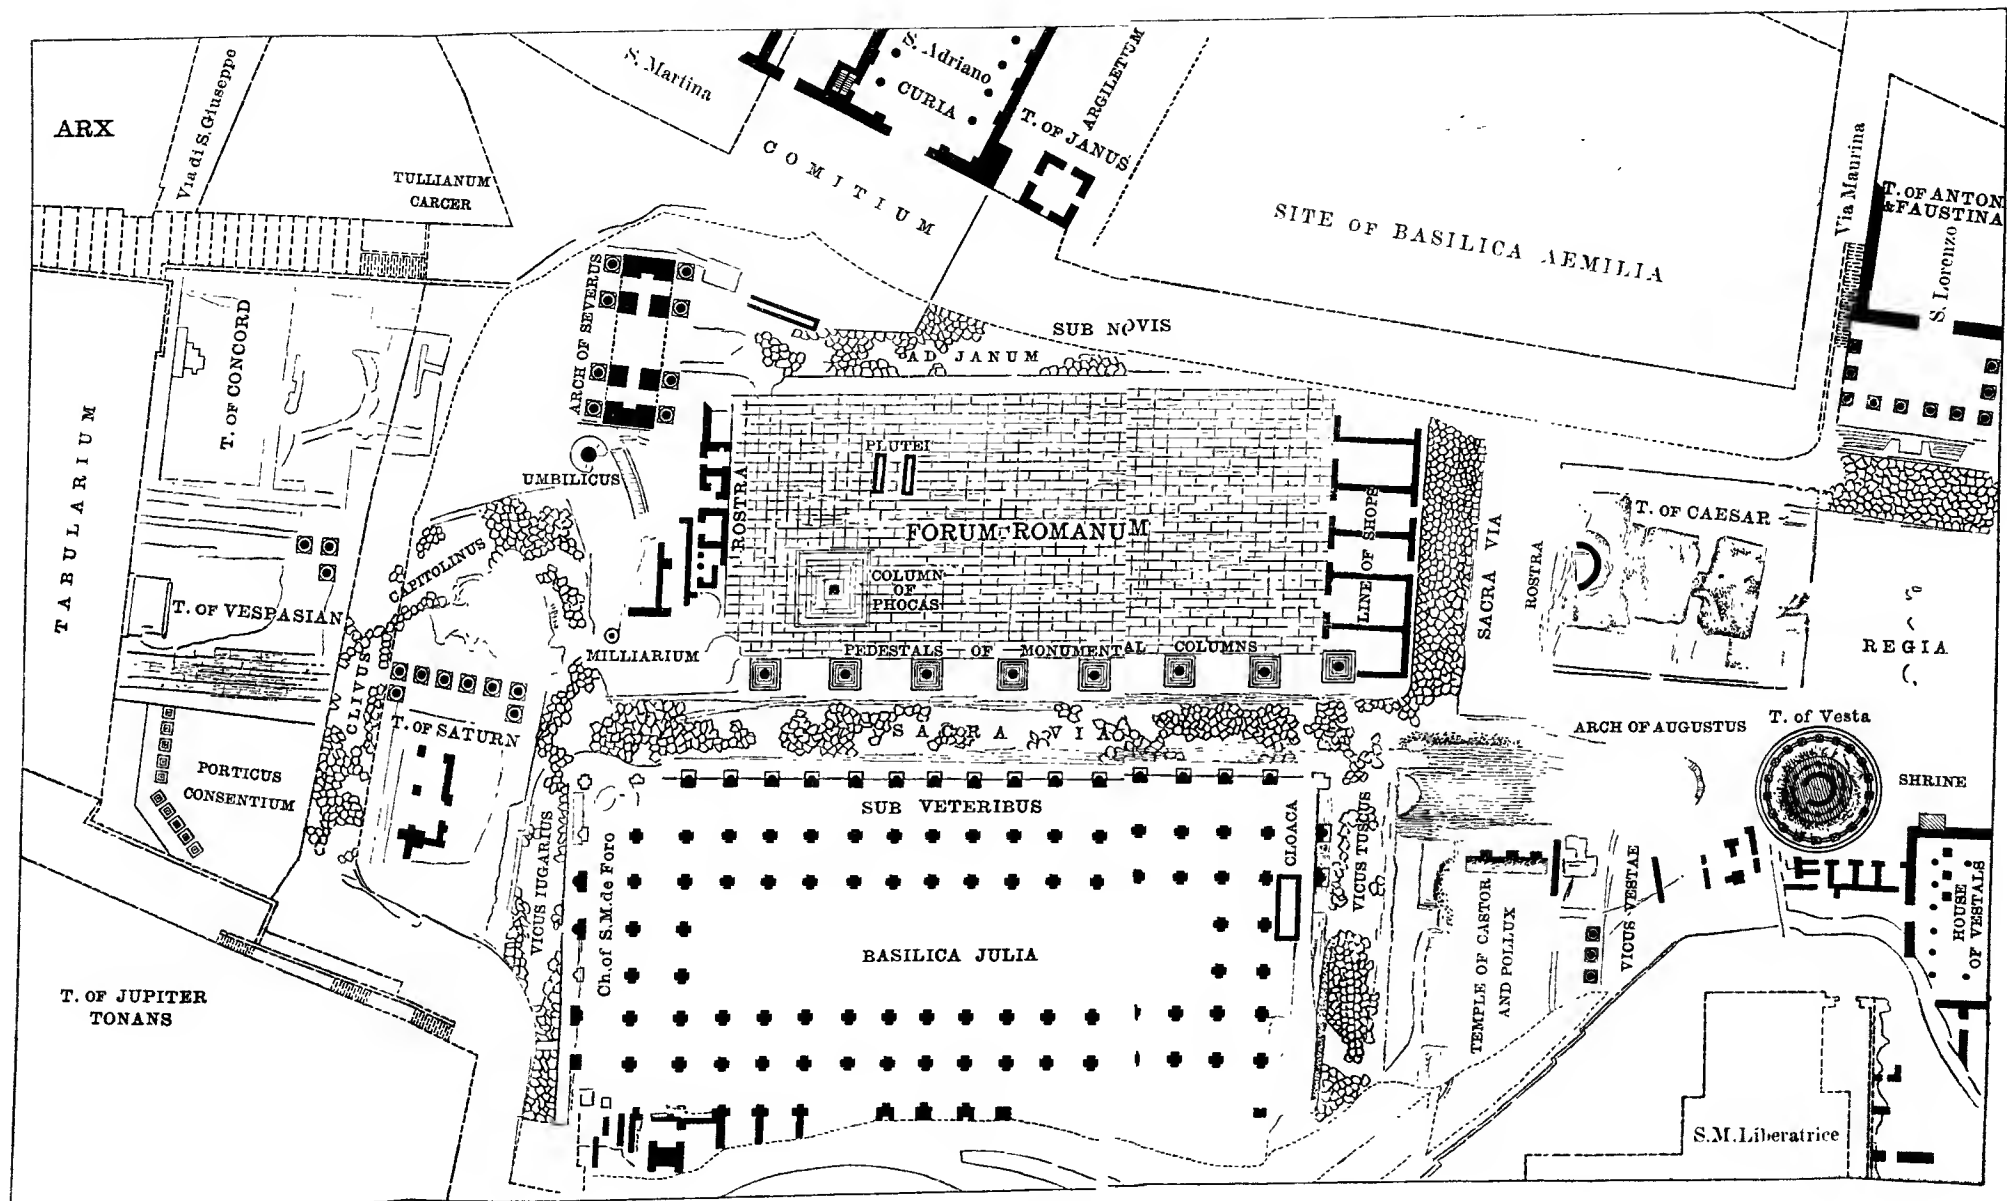 ARX
Via di S. Giuseppe
TULLIANUM
CARCER
S. Martina
S. Adriano
CURIA
COMITIUM
T. OF JANUS
ARGILETUM
SITE OF BASILICA AEMILIA
Via Maurina
T. OF ANTON
&FAUSTINA
S. Lorenzo
TABULARIUM
T. OF CONCORD
ARCH OF SEVERUS
SUB NOVIS
AD JANUM
UMBILICUS
ROSTRA
PLUTEI
FORUM ROMANUM
COLUMN
OF
PHOCAS
LINE OF SHOPS
SACRA VIA
ROSTRA
T. OF CAESAR
REGIA
T. OF VESPASIAN
CLIVUS
CAPITOLINUS
MILLIARIUM
PEDESTALS OF MONUMENTAL COLUMNS
T. OF SATURN
SACRA VIA
ARCH OF AUGUSTUS
T. of Vesta
SHRINE
PORTICUS
CONSENTIUM
VICUS IUGARIUS
Ch. of S.M. de Foro
SUB VETERIBUS
CLOACA
VICUS TUSCUS
BASILICA JULIA
TEMPLE OF CASTOR
AND POLLUX
VICUS VESTAE
HOUSE
OF VESTALS
T. OF JUPITER
TONANS
S.M. Liberatrice